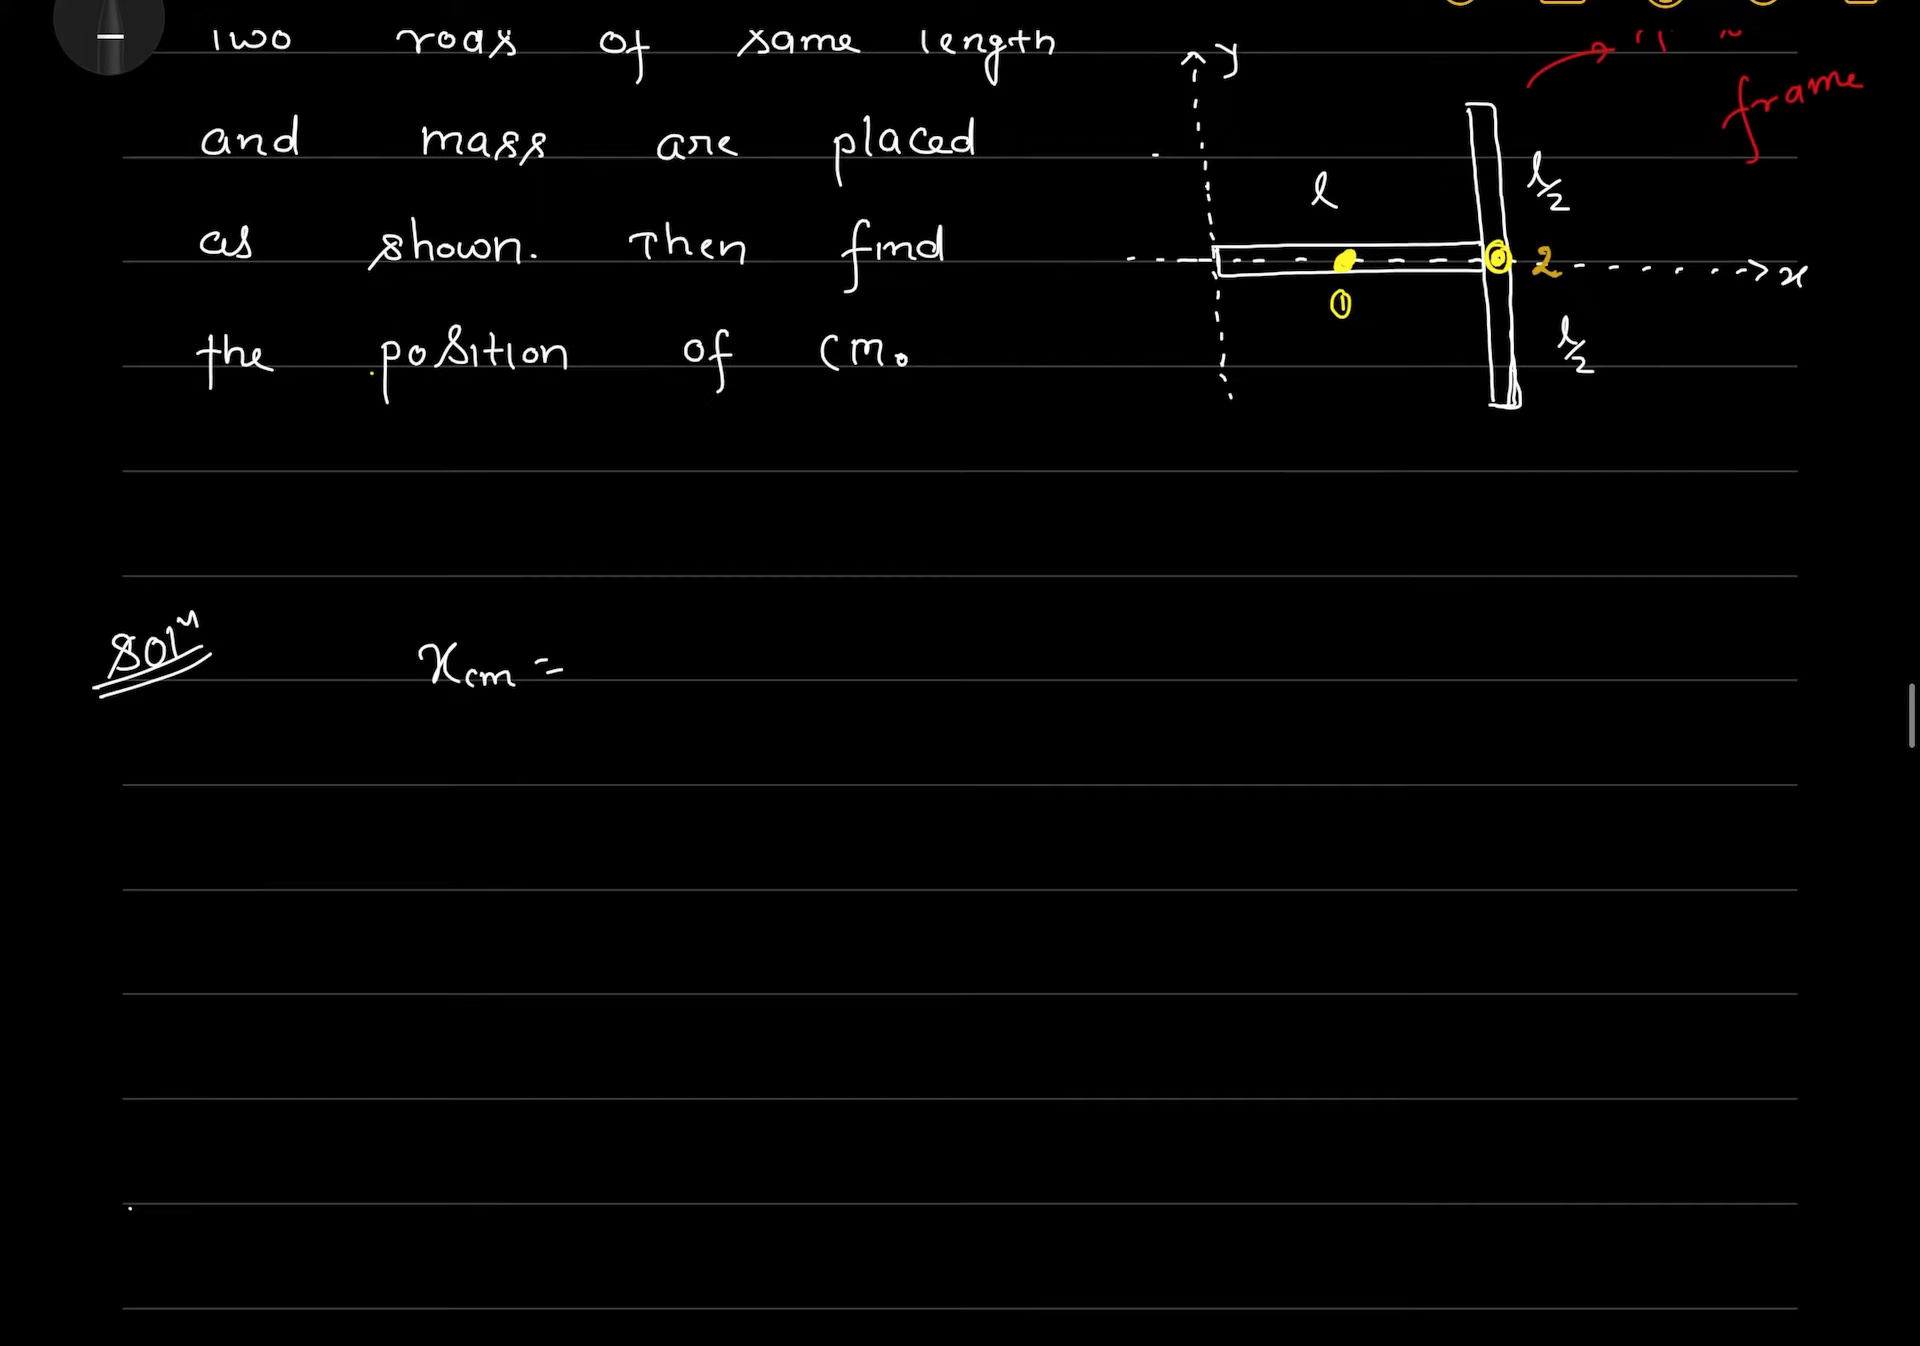 Two rods of same length
and mass are placed
as shown. Then find
the position of CM.
y
frame
l
l/2
2
x
1
l/2
Solⁿ
xcm =